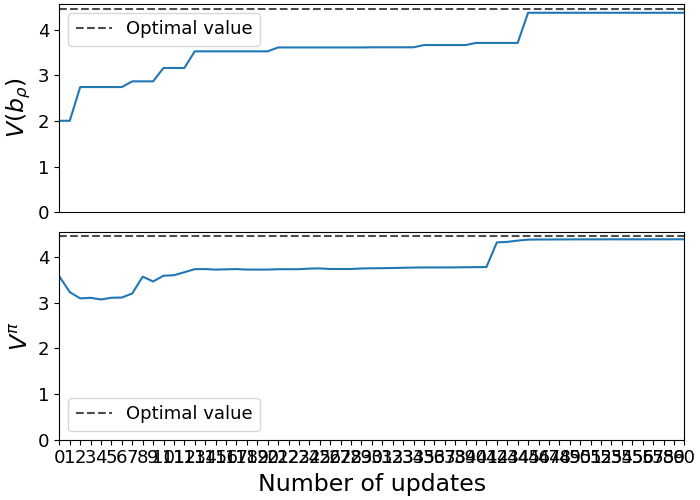 Optimal value
4
3
2
1
0
V(b_ρ)
4
3
2
1
0
V^π
Optimal value
Number of updates